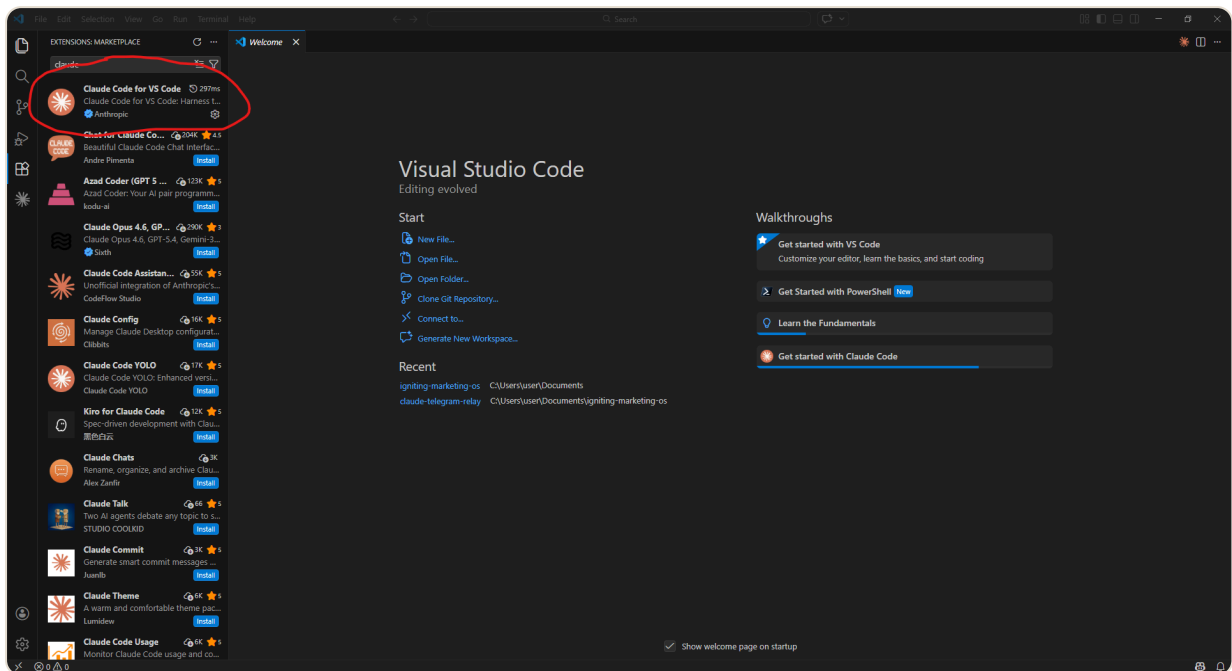 File Edit Selection View Go Run Terminal Help
Search
EXTENSIONS: MARKETPLACE
Welcome
claude
Claude Code for VS Code 297ms
Claude Code for VS Code: Harness t...
Anthropic
Chat for Claude Co... 204K 4.5
Beautiful Claude Code Chat Interfac...
Andre Pimenta Install
CLAUDE CODE
Azad Coder (GPT 5 ... 123K 5
Azad Coder: Your AI pair programm...
kodu-ai Install
Claude Opus 4.6, GP... 290K 3
Claude Opus 4.6, GPT-5.4, Gemini-3...
Sixth Install
Claude Code Assistan... 55K 5
Unofficial integration of Anthropic's...
CodeFlow Studio Install
Claude Config 16K 5
Manage Claude Desktop configurat...
Clibbits Install
Claude Code YOLO 17K 5
Claude Code YOLO: Enhanced versi...
Claude Code YOLO Install
Kiro for Claude Code 12K 5
Spec-driven development with Clau...
黑色白云 Install
Claude Chats 3K
Rename, organize, and archive Clau...
Alex Zanfir Install
Claude Talk 66 5
Two AI agents debate any topic to s...
STUDIO COOLKID Install
Claude Commit 3K 5
Generate smart commit messages ...
Juanlb Install
Claude Theme 6K 5
A warm and comfortable theme pac...
Lumidew Install
Claude Code Usage 6K 5
Monitor Claude Code usage and co...
0 0
Visual Studio Code
Editing evolved
Start
New File...
Open File...
Open Folder...
Clone Git Repository...
Connect to...
Generate New Workspace...
Recent
igniting-marketing-os C:\Users\user\Documents
claude-telegram-relay C:\Users\user\Documents\igniting-marketing-os
Walkthroughs
Get started with VS Code
Customize your editor, learn the basics, and start coding
Get Started with PowerShell New
Learn the Fundamentals
Get started with Claude Code
Show welcome page on startup